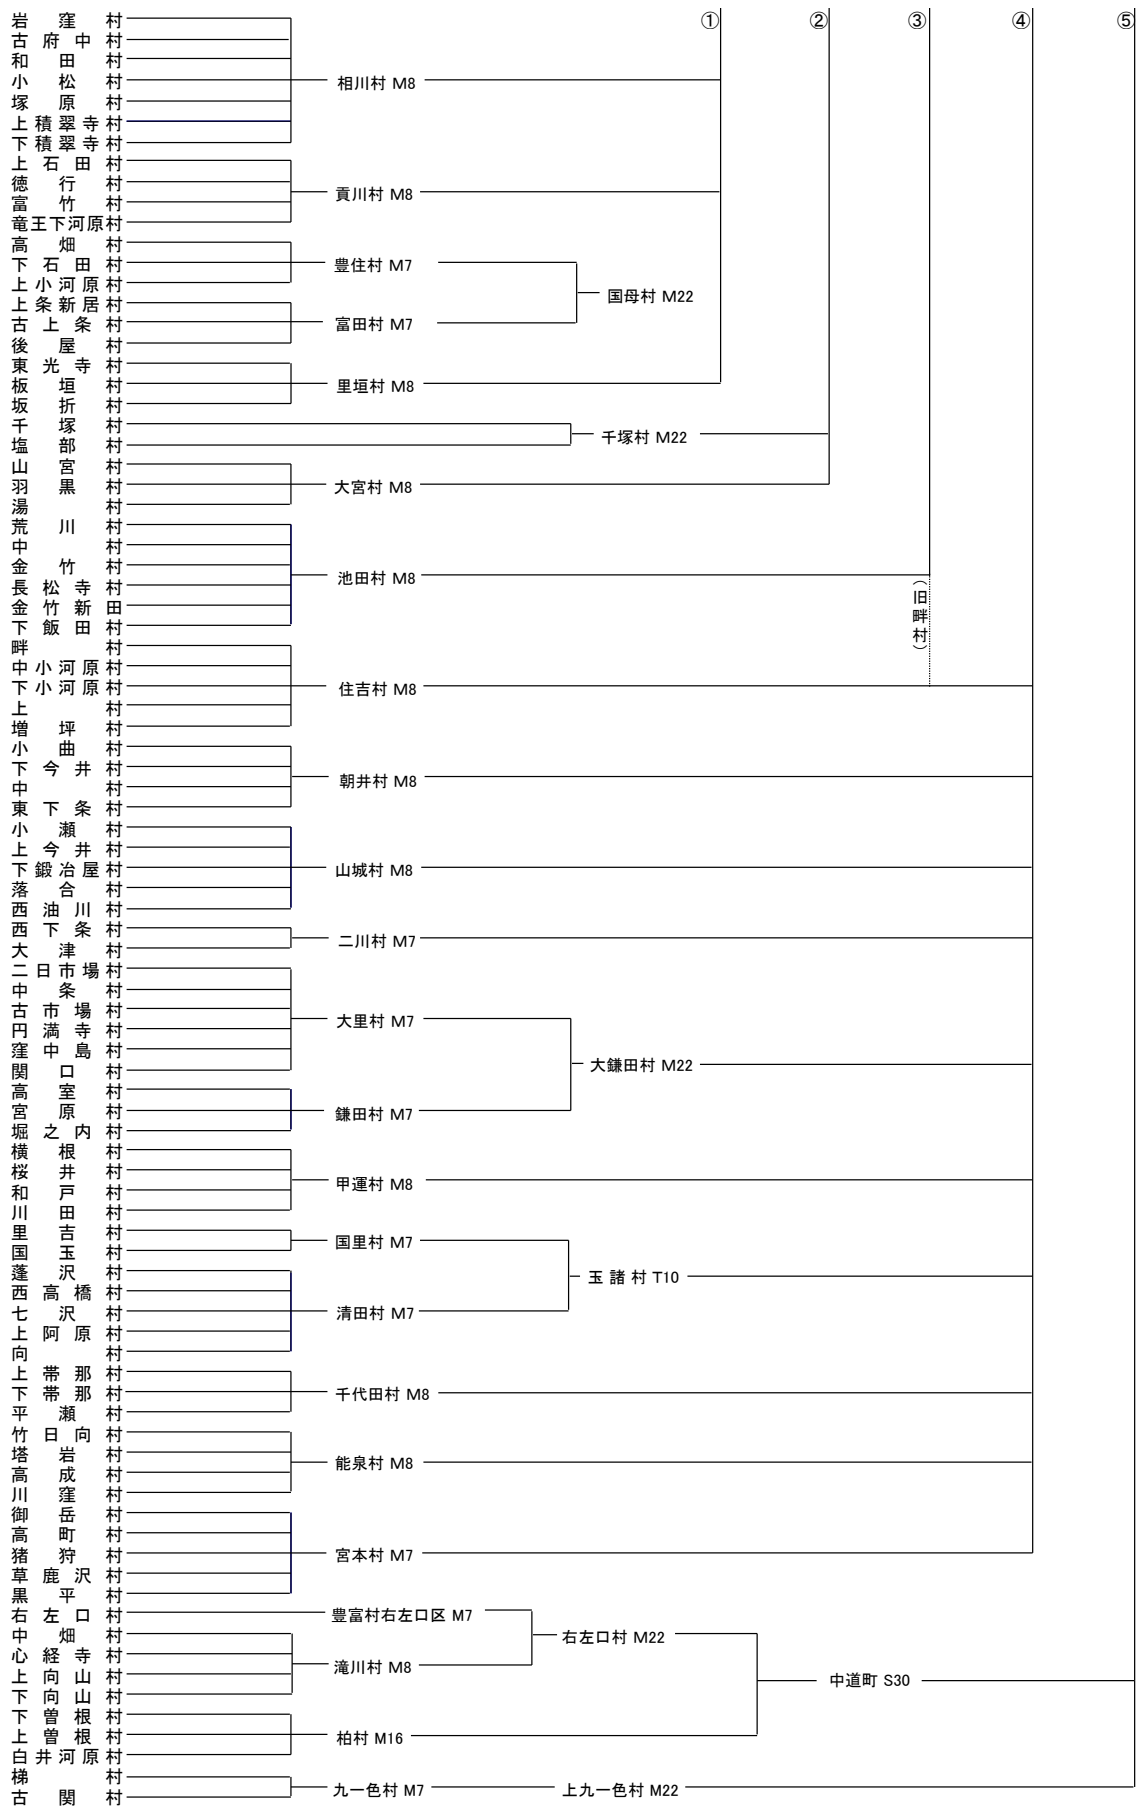 ① ② ③ ④ ⑤
岩窪村
古府中村
和田村
小松村
相川村 M8
塚原村
上積翠寺村
下積翠寺村
上石田村
徳行村
貢川村 M8
富竹村
竜王下河原村
高畑村
下石田村
豊住村 M7
上小河原村
国母村 M22
上条新居村
古上条村
富田村 M7
後屋村
東光寺村
板垣村
里垣村 M8
坂折村
千塚村
千塚村 M22
塩部村
山宮村
羽黒村
大宮村 M8
湯村
荒川村
中村
金竹村
池田村 M8
長松寺村
金竹新田
下飯田村
(旧畔村)
畔村
中小河原村
下小河原村
住吉村 M8
上村
増坪村
小曲村
下今井村
朝井村 M8
中村
東下条村
小瀬村
上今井村
下鍛冶屋村
山城村 M8
落合村
西油川村
西下条村
二川村 M7
大津村
二日市場村
中条村
古市場村
大里村 M7
円満寺村
窪中島村
大鎌田村 M22
関口村
高室村
宮原村
鎌田村 M7
堀之内村
横根村
桜井村
甲運村 M8
和戸村
川田村
里吉村
国里村 M7
国玉村
蓬沢村
玉諸村 T10
西高橋村
七沢村
清田村 M7
上阿原村
向村
上帯那村
下帯那村
千代田村 M8
平瀬村
竹日向村
塔岩村
能泉村 M8
高成村
川窪村
御岳村
高町村
猪狩村
宮本村 M7
草鹿沢村
黒平村
右左口村
豊富村右左口区 M7
中畑村
右左口村 M22
心経寺村
滝川村 M8
上向山村
中道町 S30
下向山村
下曽根村
上曽根村
柏村 M16
白井河原村
梯村
九一色村 M7
上九一色村 M22
古関村